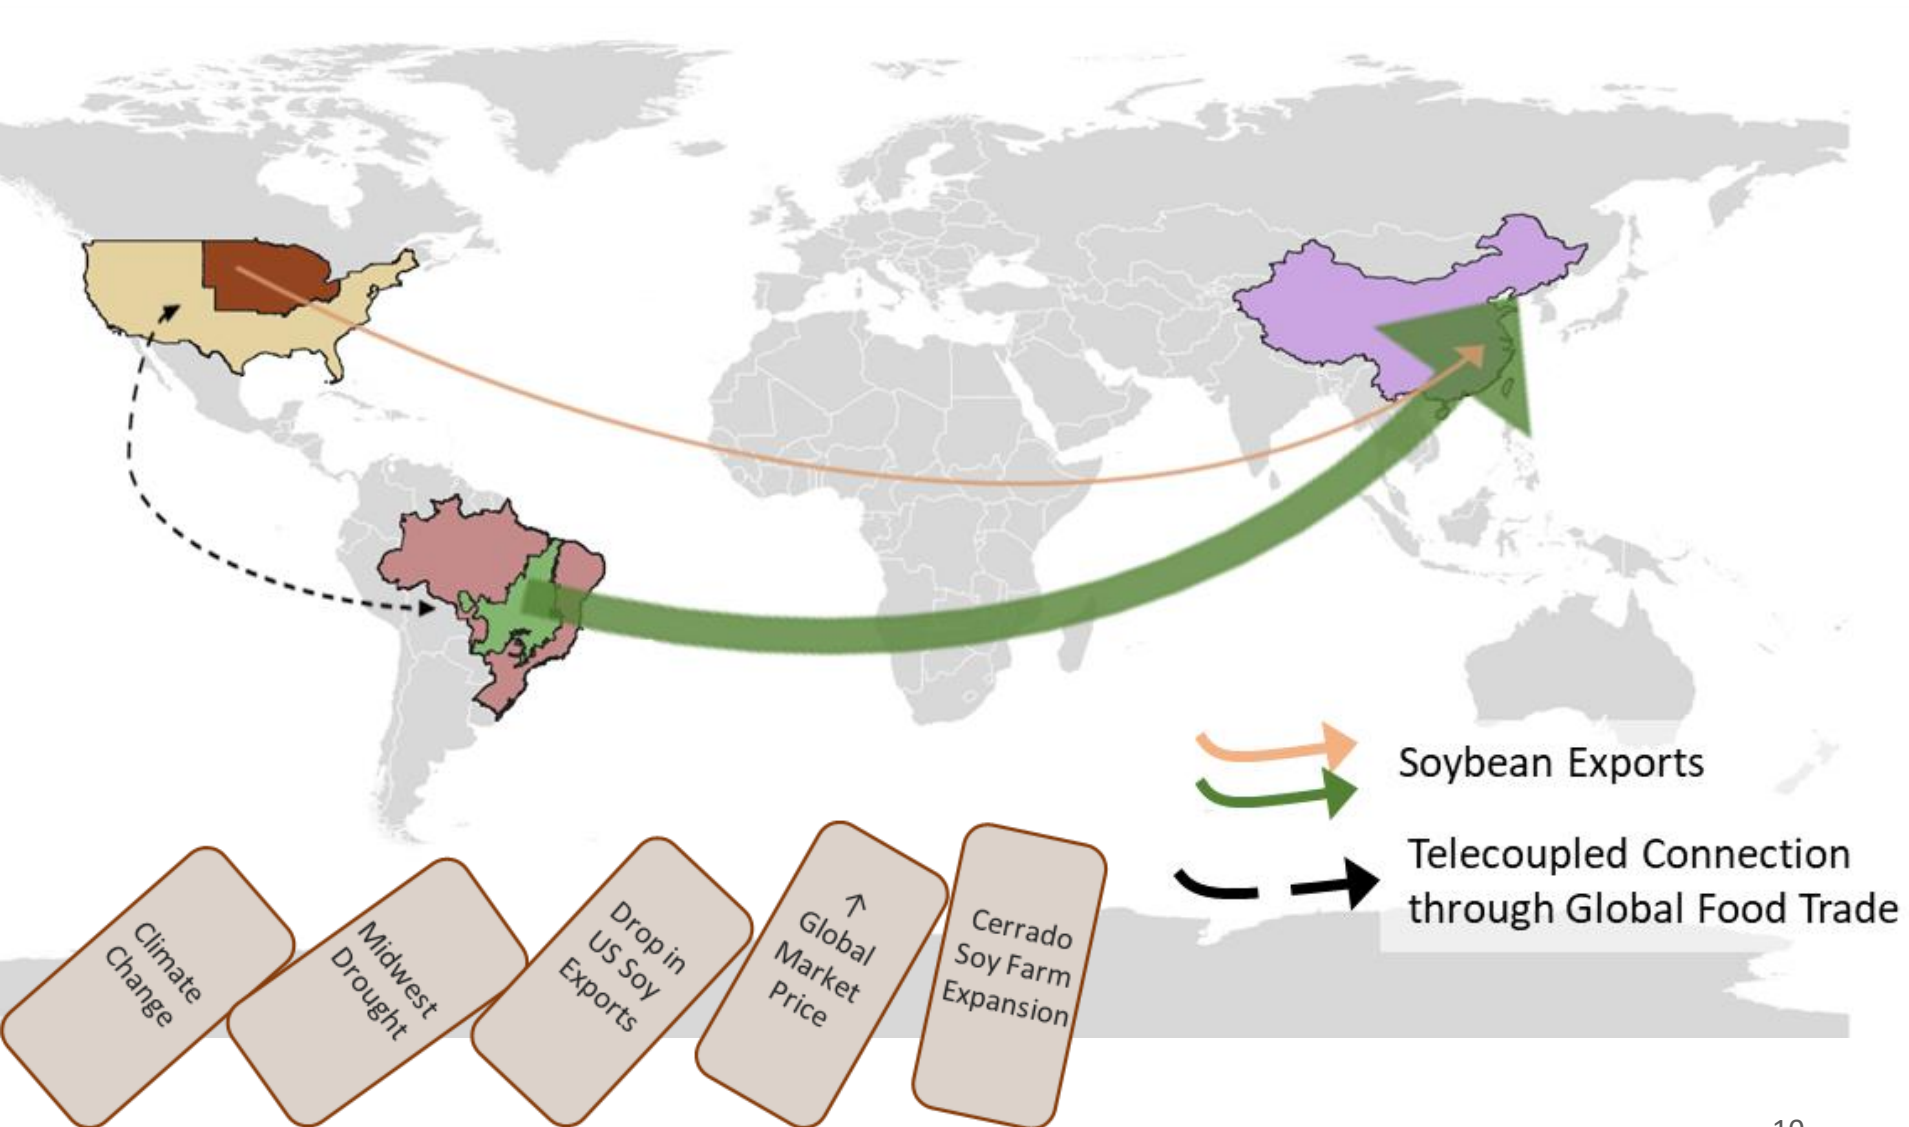 Soybean Exports
Telecoupled Connection
through Global Food Trade
Climate
Change
Midwest
Drought
Drop in
US Soy
Exports
↑
Global
Market
Price
Cerrado
Soy Farm
Expansion